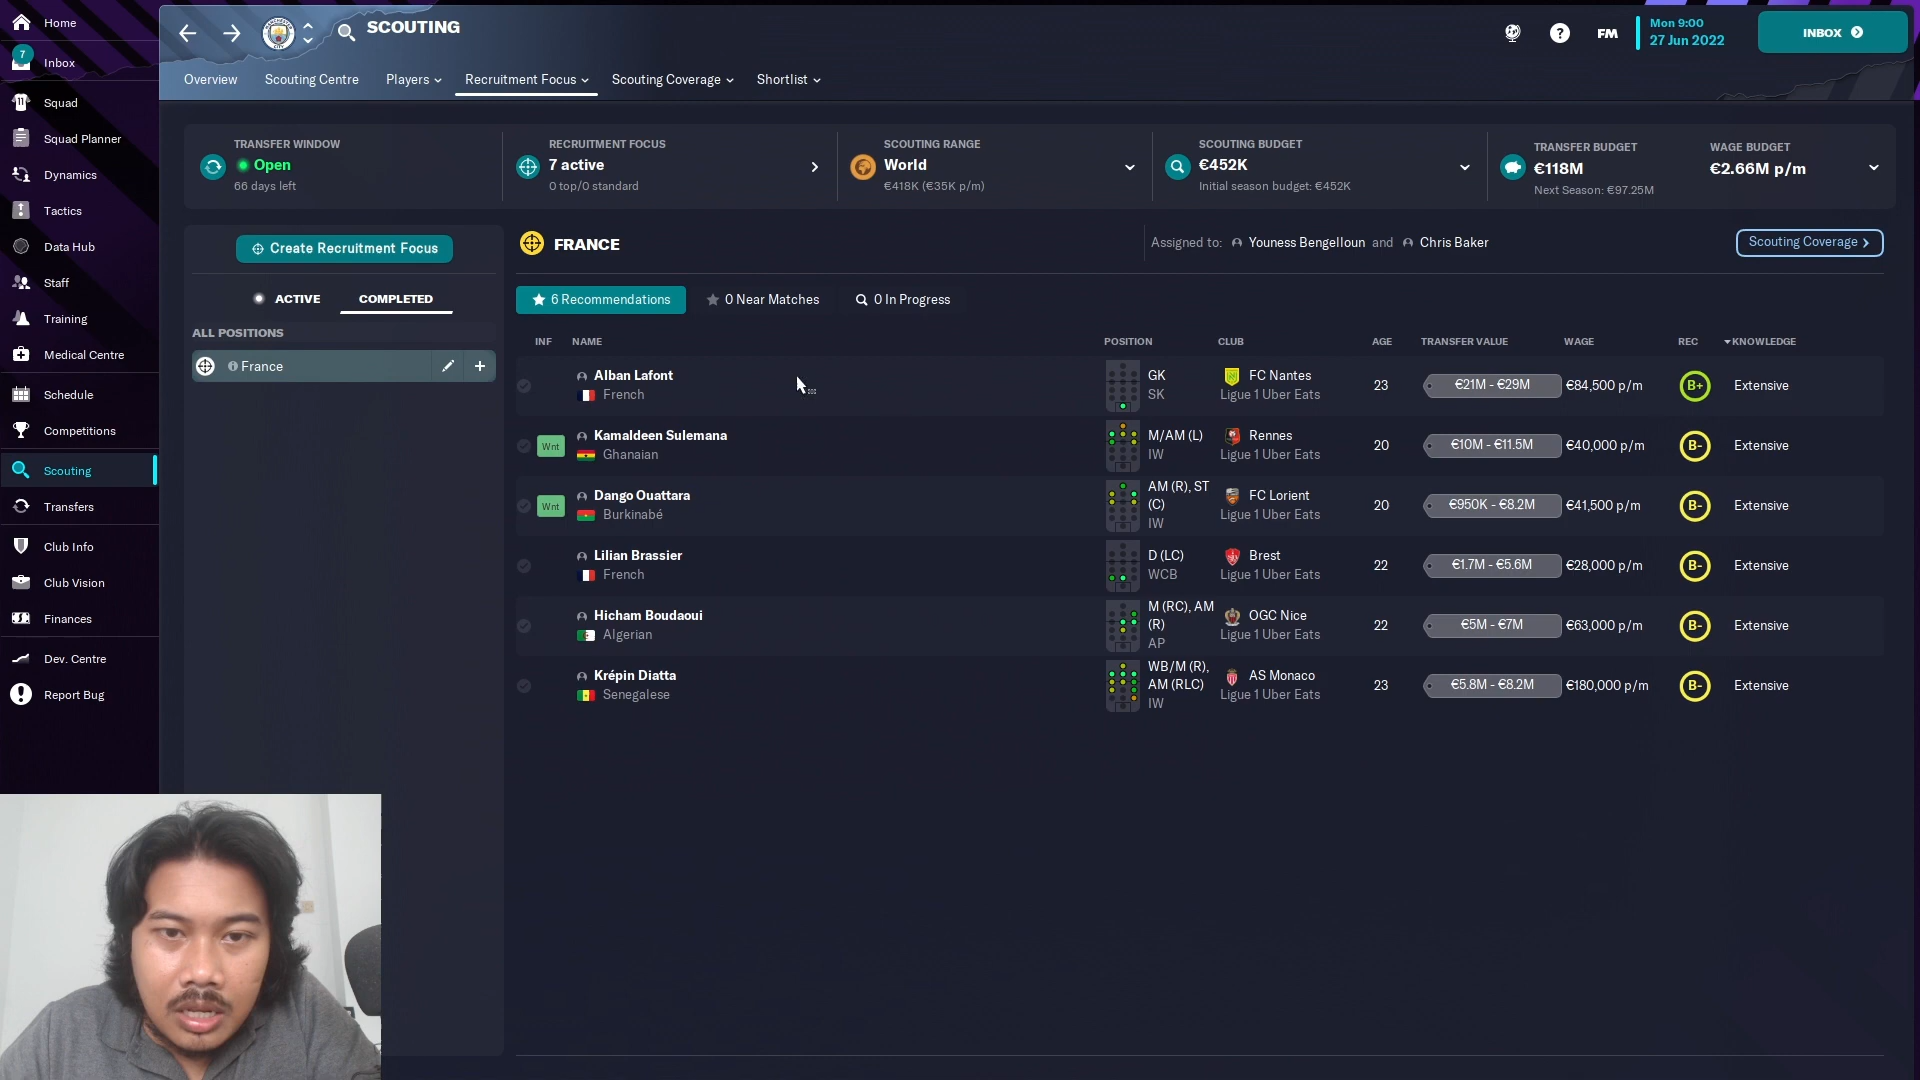 Home
7
Inbox
Squad
Squad Planner
Dynamics
Tactics
Data Hub
Staff
Training
Medical Centre
Schedule
Competitions
Scouting
Transfers
Club Info
Club Vision
Finances
Dev. Centre
Report Bug
SCOUTING
FM
Mon 9:00
27 Jun 2022
INBOX
Overview
Scouting Centre
Players
Recruitment Focus
Scouting Coverage
Shortlist
TRANSFER WINDOW
Open
66 days left
RECRUITMENT FOCUS
7 active
0 top/0 standard
SCOUTING RANGE
World
€418K (€35K p/m)
SCOUTING BUDGET
€452K
Initial season budget: €452K
TRANSFER BUDGET
€118M
Next Season: €97.25M
WAGE BUDGET
€2.66M p/m
Create Recruitment Focus
ACTIVE
COMPLETED
ALL POSITIONS
France
FRANCE
Assigned to: Youness Bengelloun and Chris Baker
Scouting Coverage
6 Recommendations
0 Near Matches
0 In Progress
INF NAME POSITION CLUB AGE TRANSFER VALUE WAGE REC KNOWLEDGE
Alban Lafont
French
GK
SK
FC Nantes
Ligue 1 Uber Eats
23
€21M - €29M
€84,500 p/m
B+
Extensive
Wnt
Kamaldeen Sulemana
Ghanaian
M/AM (L)
IW
Rennes
Ligue 1 Uber Eats
20
€10M - €11.5M
€40,000 p/m
B-
Extensive
Wnt
Dango Ouattara
Burkinabé
AM (R), ST
(C)
IW
FC Lorient
Ligue 1 Uber Eats
20
€950K - €8.2M
€41,500 p/m
B-
Extensive
Lilian Brassier
French
D (LC)
WCB
Brest
Ligue 1 Uber Eats
22
€1.7M - €5.6M
€28,000 p/m
B-
Extensive
Hicham Boudaoui
Algerian
M (RC), AM
(R)
AP
OGC Nice
Ligue 1 Uber Eats
22
€5M - €7M
€63,000 p/m
B-
Extensive
Krépin Diatta
Senegalese
WB/M (R),
AM (RLC)
IW
AS Monaco
Ligue 1 Uber Eats
23
€5.8M - €8.2M
€180,000 p/m
B-
Extensive